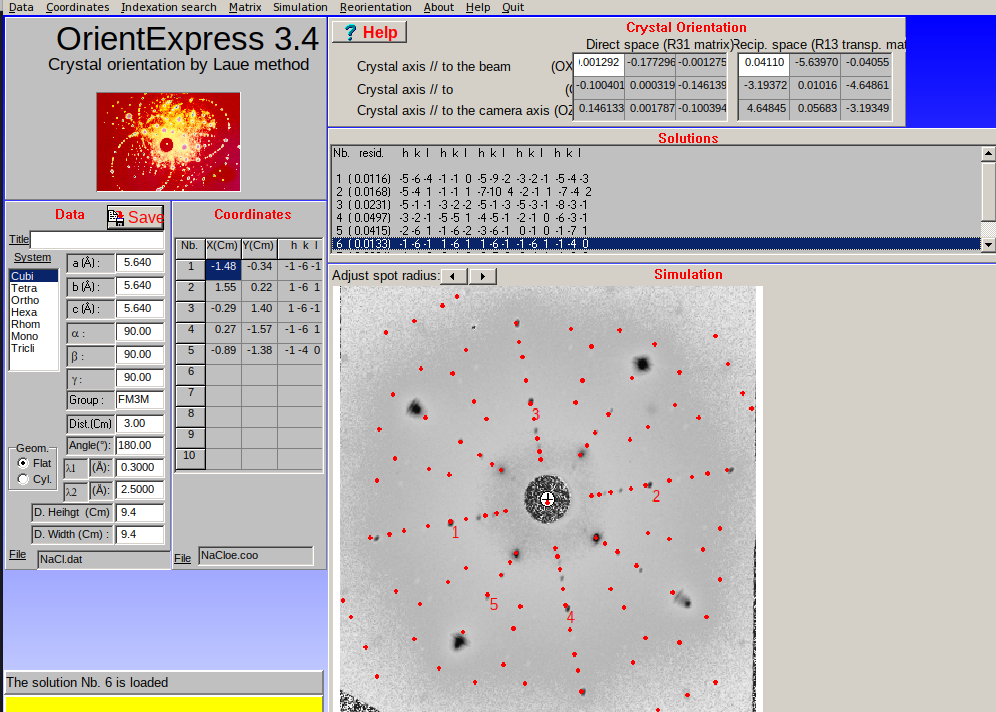 Data Coordinates Indexation search Matrix Simulation Reorientation About Help Quit
OrientExpress 3.4
Crystal orientation by Laue method
? Help
Crystal Orientation
Direct space (R31 matrix) Recip. space (R13 transp. mat
Crystal axis // to the beam (OX 0.001292 -0.177296 -0.001275 0.04110 -5.63970 -0.04055
Crystal axis // to -0.100401 0.000319 -0.146139 -3.19372 0.01016 -4.64861
Crystal axis // to the camera axis (OZ 0.146133 0.001787 -0.100394 4.64845 0.05683 -3.19349
Solutions
Nb. resid. h k l h k l h k l h k l h k l
1 ( 0.0116) -5 -6 -4 -1 -1 0 -5 -9 -2 -3 -2 -1 -5 -4 -3
2 ( 0.0168) -5 -4 1 -1 -1 1 -7-10 4 -2 -1 1 -7 -4 2
3 ( 0.0231) -5 -1 -1 -3 -2 -2 -5 -1 -3 -5 -3 -1 -8 -3 -1
4 ( 0.0497) -3 -2 -1 -5 -5 1 -4 -5 -1 -2 -1 0 -6 -3 -1
5 ( 0.0415) -2 -6 1 -1 -6 -2 -3 -6 -1 0 -1 0 -1 -7 1
6 ( 0.0133) -1 -6 -1 1 -6 1 1 -6 -1 -1 -6 1 -1 -4 0
Data
Save
Title
System
Cubi
Tetra
Ortho
Hexa
Rhom
Mono
Tricli
a (Å) : 5.640
b (Å) : 5.640
c (Å) : 5.640
α : 90.00
β : 90.00
γ : 90.00
Group : FM3M
Dist.(Cm) 3.00
Angle(°): 180.00
Geom.
Flat
Cyl.
λ1 (Å): 0.3000
λ2 (Å): 2.5000
D. Heihgt (Cm) 9.4
D. Width (Cm) : 9.4
File NaCl.dat
Coordinates
Nb. X(Cm) Y(Cm) h k l
1 -1.48 -0.34 -1 -6 -1
2 1.55 0.22 1 -6 1
3 -0.29 1.40 1 -6 -1
4 0.27 -1.57 -1 -6 1
5 -0.89 -1.38 -1 -4 0
6
7
8
9
10
File NaCloe.coo
Adjust spot radius:
Simulation
3
2
1
5
4
The solution Nb. 6 is loaded